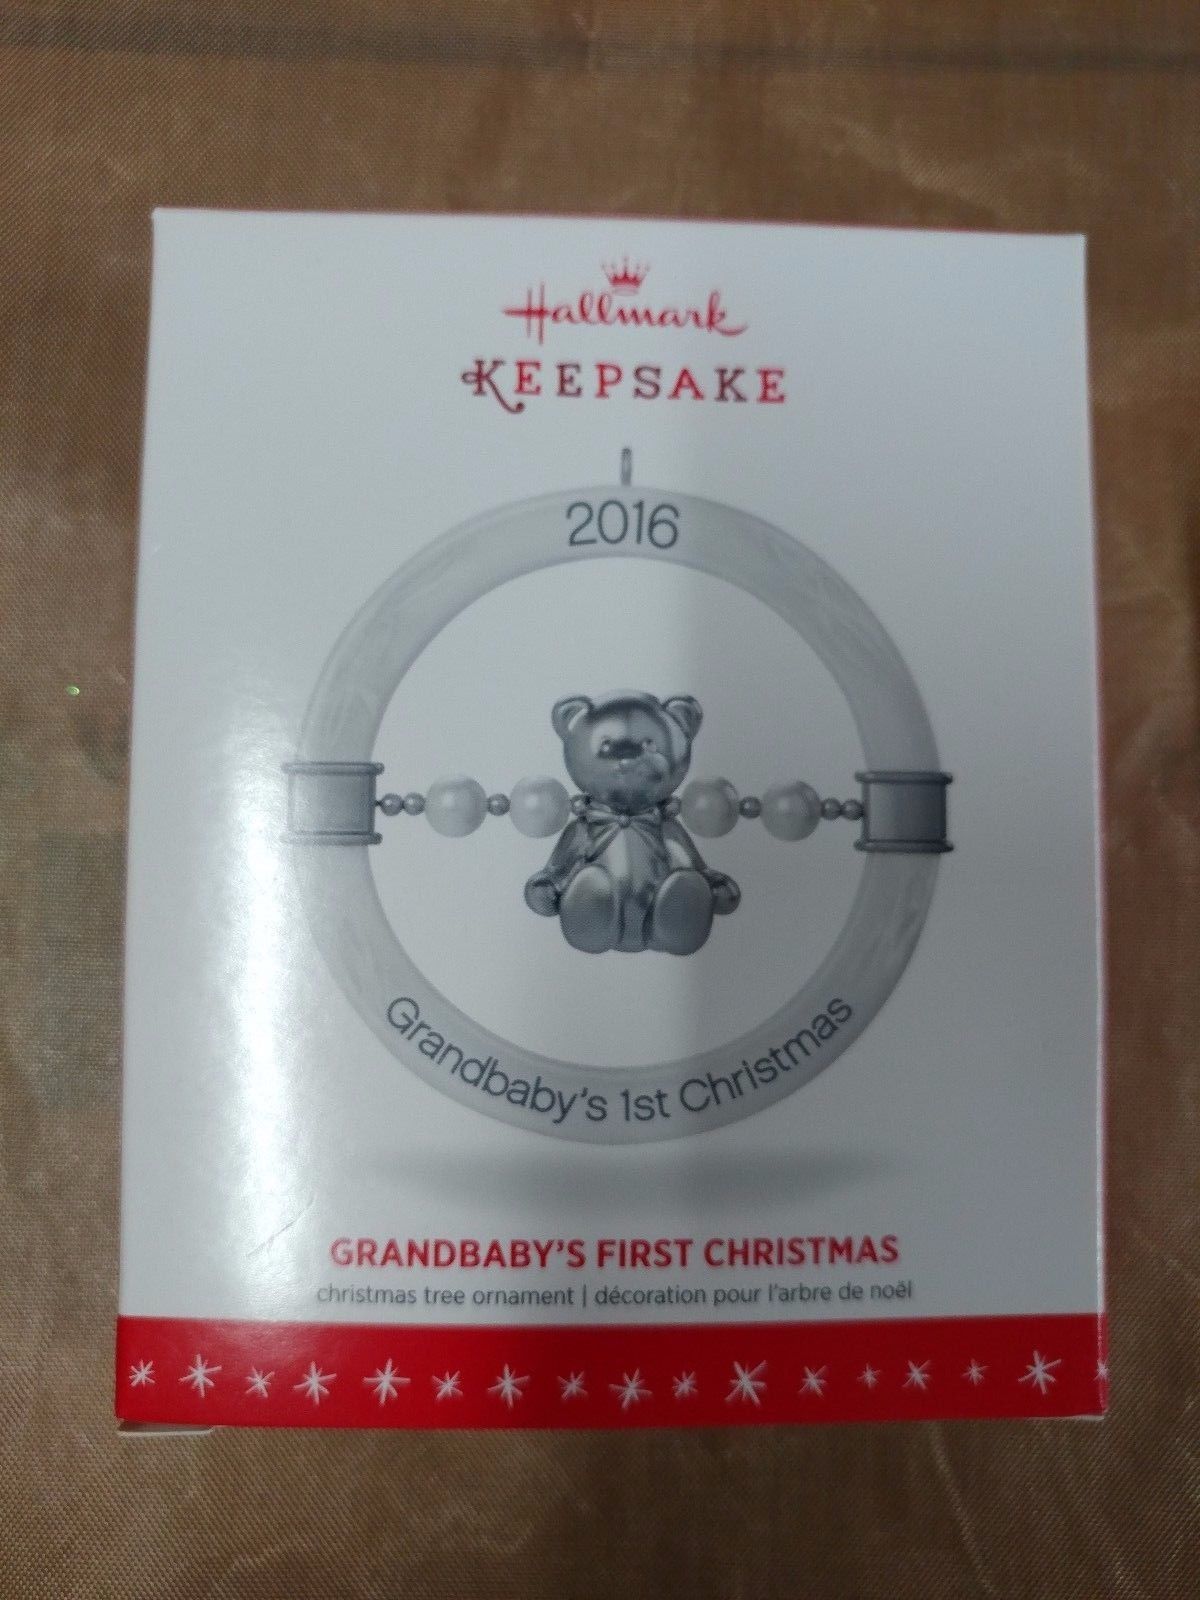 Hallmark
KEEPSAKE
2016
Grandbaby's 1st Christmas
GRANDBABY'S FIRST CHRISTMAS
christmas tree ornament | décoration pour l'arbre de noël